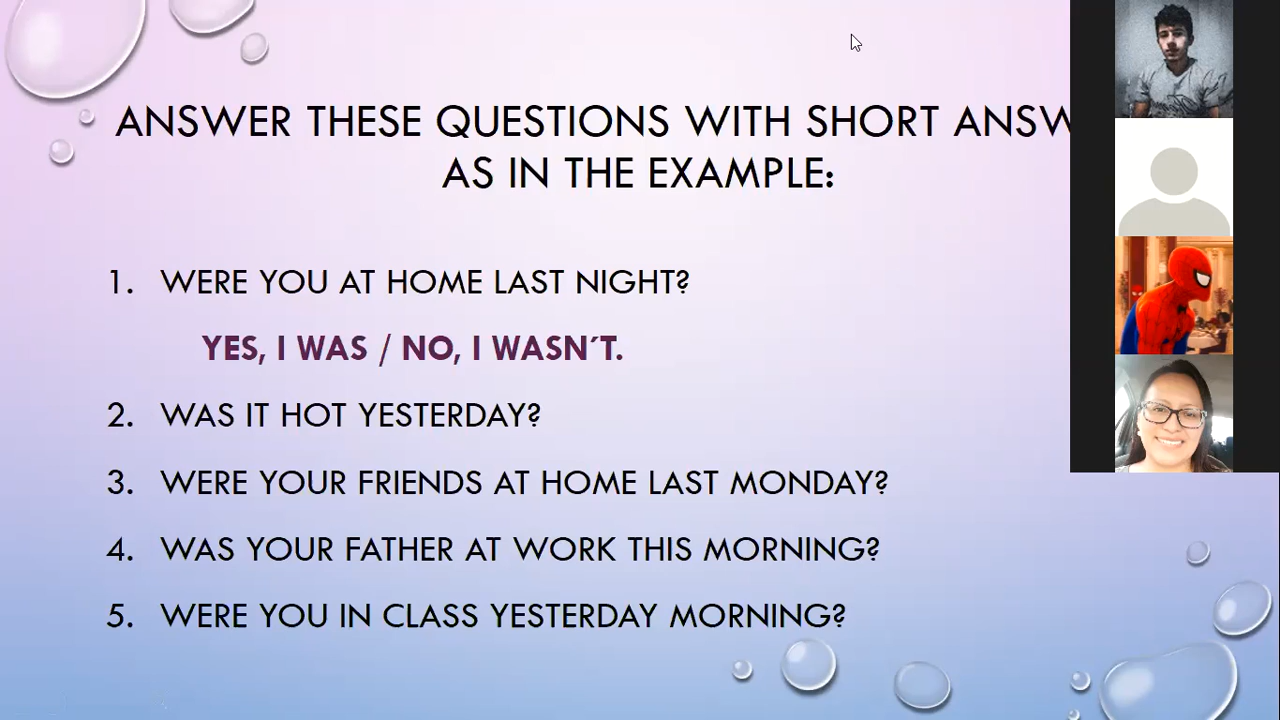 ANSWER THESE QUESTIONS WITH SHORT
AS IN THE EXAMPLE:
1. WERE YOU AT HOME LAST NIGHT?
YES, I WAS / NO, I WASN´T.
2. WAS IT HOT YESTERDAY?
3. WERE YOUR FRIENDS AT HOME LAST MONDAY?
4. WAS YOUR FATHER AT WORK THIS MORNING?
5. WERE YOU IN CLASS YESTERDAY MORNING?